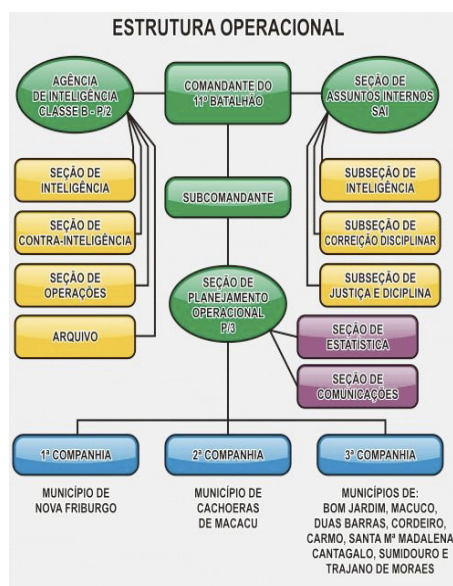 ESTRUTURA OPERACIONAL
AGÊNCIA
DE INTELIGÊNCIA
CLASSE B - P/2
COMANDANTE DO
11º BATALHÃO
SEÇÃO DE
ASSUNTOS INTERNOS
SAI
SEÇÃO DE
INTELIGÊNCIA
SEÇÃO DE
CONTRA-INTELIGÊNCIA
SEÇÃO DE
OPERAÇÕES
ARQUIVO
SUBCOMANDANTE
SUBSEÇÃO DE
INTELIGÊNCIA
SUBSEÇÃO DE
CORREIÇÃO DISCIPLINAR
SUBSEÇÃO DE
JUSTIÇA E DICIPLINA
SEÇÃO DE
PLANEJAMENTO
OPERACIONAL
P/3
SEÇÃO DE
ESTATÍSTICA
SEÇÃO DE
COMUNICAÇÕES
1ª COMPANHIA
MUNICÍPIO DE
NOVA FRIBURGO
2ª COMPANHIA
MUNICÍPIO DE
CACHOERAS
DE MACACU
3ª COMPANHIA
MUNICÍPIOS DE:
BOM JARDIM, MACUCO,
DUAS BARRAS, CORDEIRO,
CARMO, SANTA Mª MADALENA
CANTAGALO, SUMIDOURO E
TRAJANO DE MORAES